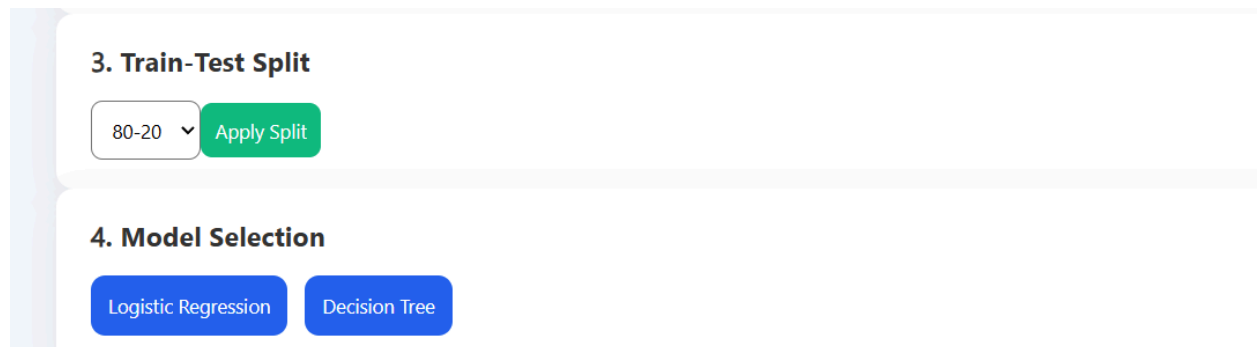 3. Train-Test Split
80-20 Apply Split
4. Model Selection
Logistic Regression Decision Tree